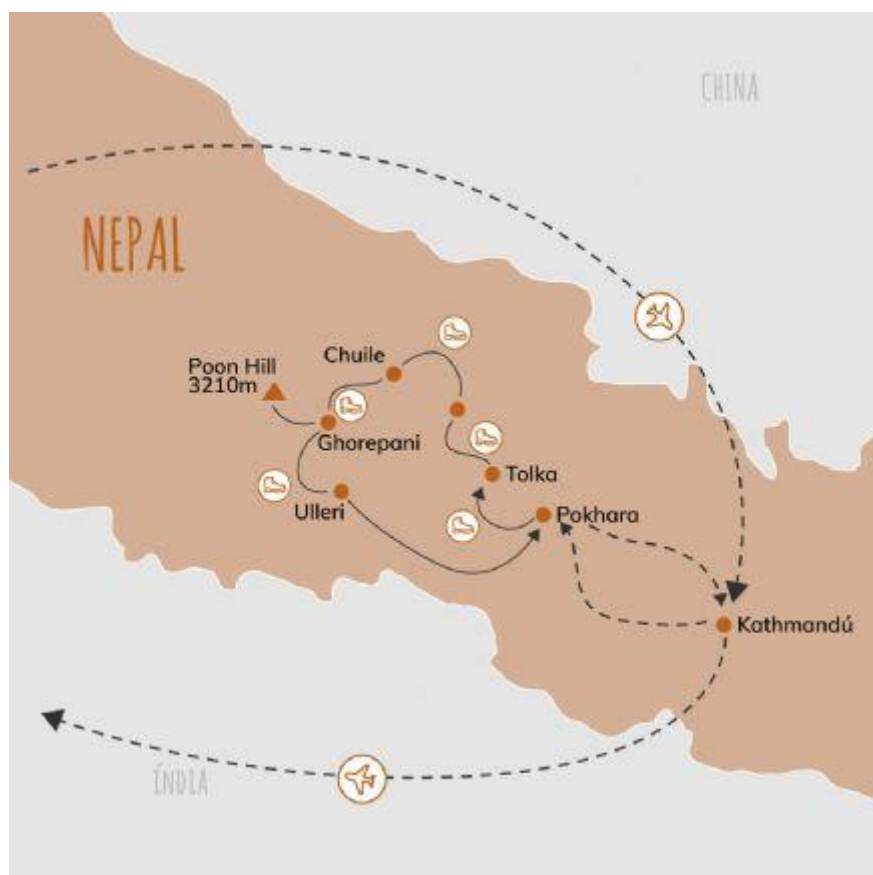 CHINA
NEPAL
Chuile
Poon Hill
3210m
Ghorepani
Tolka
Ulleri
Pokhara
Kathmandú
ÍNDIA